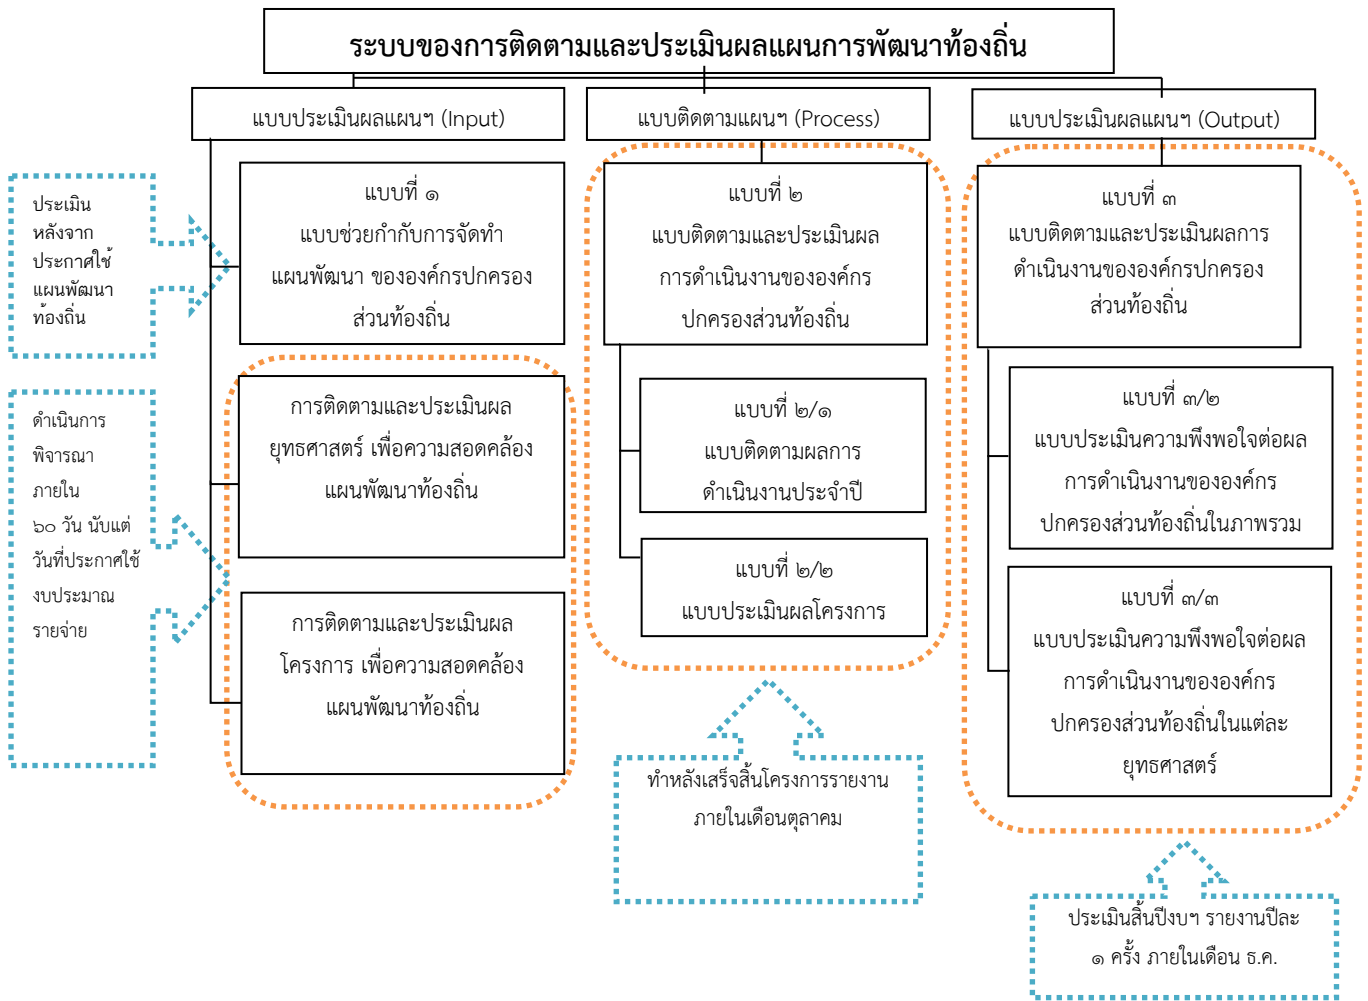 ระบบของการติดตามและประเมินผลแผนการพัฒนาท้องถิ่น
แบบประเมินผลแผนฯ (Input)
แบบติดตามแผนฯ (Process)
แบบประเมินผลแผนฯ (Output)
ประเมิน
หลังจาก
ประกาศใช้
แผนพัฒนา
ท้องถิ่น
แบบที่ ๑
แบบช่วยกำกับการจัดทำ
แผนพัฒนา ขององค์กรปกครอง
ส่วนท้องถิ่น
ดำเนินการ
พิจารณา
ภายใน
๖๐ วัน นับแต่
วันที่ประกาศใช้
งบประมาณ
รายจ่าย
การติดตามและประเมินผล
ยุทธศาสตร์ เพื่อความสอดคล้อง
แผนพัฒนาท้องถิ่น
การติดตามและประเมินผล
โครงการ เพื่อความสอดคล้อง
แผนพัฒนาท้องถิ่น
แบบที่ ๒
แบบติดตามและประเมินผล
การดำเนินงานขององค์กร
ปกครองส่วนท้องถิ่น
แบบที่ ๒/๑
แบบติดตามผลการ
ดำเนินงานประจำปี
แบบที่ ๒/๒
แบบประเมินผลโครงการ
ทำหลังเสร็จสิ้นโครงการรายงาน
ภายในเดือนตุลาคม
แบบที่ ๓
แบบติดตามและประเมินผลการ
ดำเนินงานขององค์กรปกครอง
ส่วนท้องถิ่น
แบบที่ ๓/๒
แบบประเมินความพึงพอใจต่อผล
การดำเนินงานขององค์กร
ปกครองส่วนท้องถิ่นในภาพรวม
แบบที่ ๓/๓
แบบประเมินความพึงพอใจต่อผล
การดำเนินงานขององค์กร
ปกครองส่วนท้องถิ่นในแต่ละ
ยุทธศาสตร์
ประเมินสิ้นปีงบฯ รายงานปีละ
๑ ครั้ง ภายในเดือน ธ.ค.